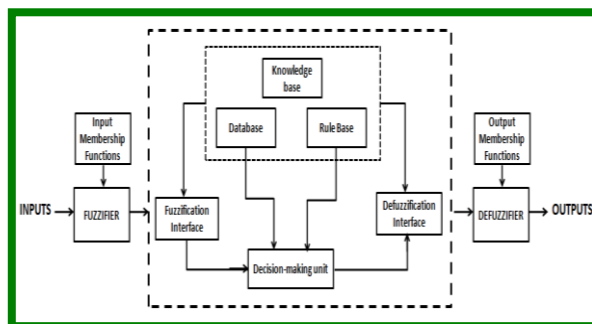 Knowledge
base
Input
Membership
Functions
Database
Rule Base
Output
Membership
Functions
INPUTS
FUZZIFIER
Fuzzification
Interface
Defuzzification
Interface
DEFUZZIFIER
OUTPUTS
Decision-making unit